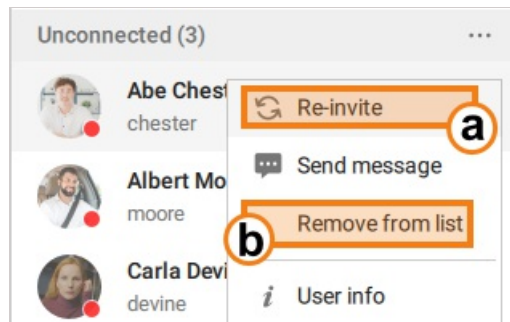 Unconnected (3) ...
Abe Chest
chester
Re-invite
a
Send message
Albert Mo
moore
Remove from list
b
Carla Devi
devine
i User info